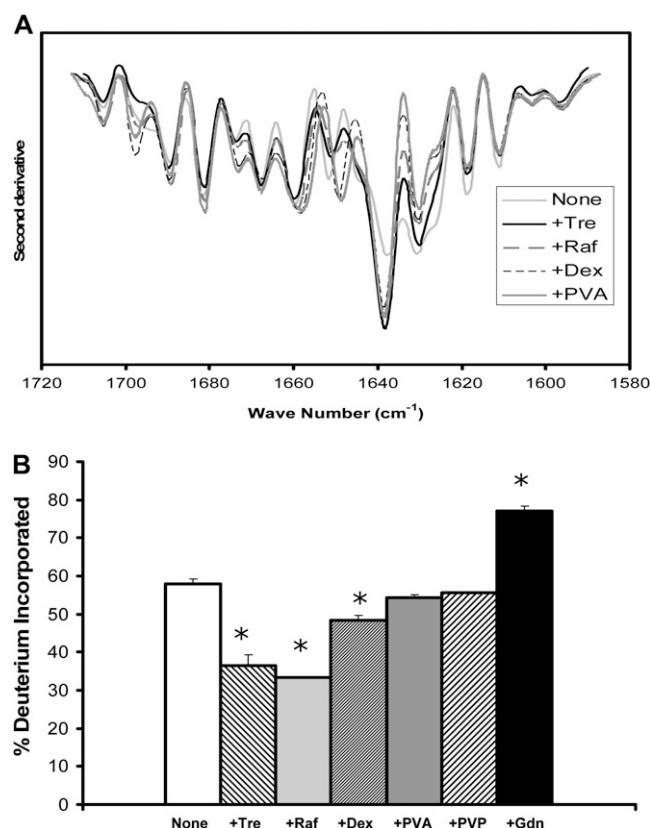 A
Second derivative
None
+Tre
+Raf
+Dex
+PVA
1720 1700 1680 1660 1640 1620 1600 1580
Wave Number (cm⁻¹)
B
% Deuterium Incorporated
90
80
70
60
50
40
30
20
10
0
* * * *
None +Tre +Raf +Dex +PVA +PVP +Gdn